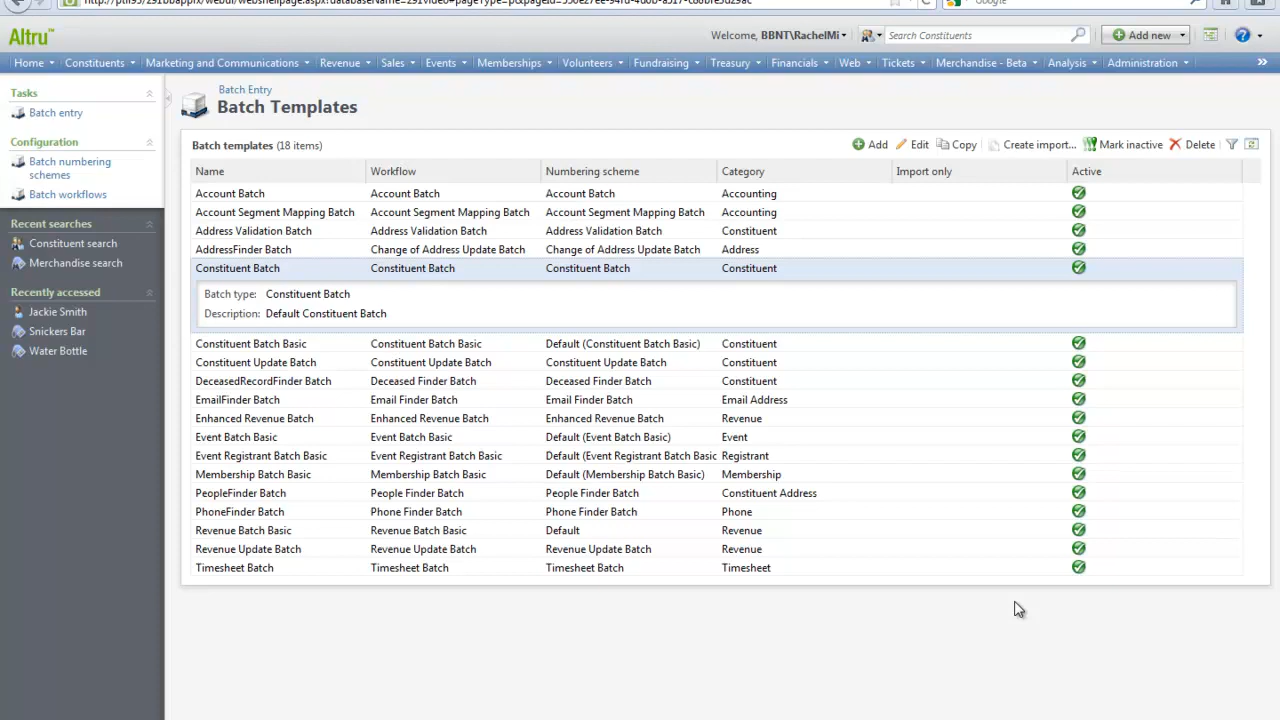 Google
Altru
Welcome, BBNT\RachelMi
Search Constituents
Add new
Home Constituents Marketing and Communications Revenue Sales Events Memberships Volunteers Fundraising Treasury Financials Web Tickets Merchandise - Beta Analysis Administration »
Tasks
Batch entry
Configuration
Batch numbering
schemes
Batch workflows
Recent searches
Constituent search
Merchandise search
Recently accessed
Jackie Smith
Snickers Bar
Water Bottle
Batch Entry
Batch Templates
Batch templates (18 items)
Add Edit Copy Create import... Mark inactive Delete
Name Workflow Numbering scheme Category Import only Active
Account Batch Account Batch Account Batch Accounting
Account Segment Mapping Batch Account Segment Mapping Batch Account Segment Mapping Batch Accounting
Address Validation Batch Address Validation Batch Address Validation Batch Constituent
AddressFinder Batch Change of Address Update Batch Change of Address Update Batch Address
Constituent Batch Constituent Batch Constituent Batch Constituent
Batch type: Constituent Batch
Description: Default Constituent Batch
Constituent Batch Basic Constituent Batch Basic Default (Constituent Batch Basic) Constituent
Constituent Update Batch Constituent Update Batch Constituent Update Batch Constituent
DeceasedRecordFinder Batch Deceased Finder Batch Deceased Finder Batch Constituent
EmailFinder Batch Email Finder Batch Email Finder Batch Email Address
Enhanced Revenue Batch Enhanced Revenue Batch Enhanced Revenue Batch Revenue
Event Batch Basic Event Batch Basic Default (Event Batch Basic) Event
Event Registrant Batch Basic Event Registrant Batch Basic Default (Event Registrant Batch Basic Registrant
Membership Batch Basic Membership Batch Basic Default (Membership Batch Basic) Membership
PeopleFinder Batch People Finder Batch People Finder Batch Constituent Address
PhoneFinder Batch Phone Finder Batch Phone Finder Batch Phone
Revenue Batch Basic Revenue Batch Basic Default Revenue
Revenue Update Batch Revenue Update Batch Revenue Update Batch Revenue
Timesheet Batch Timesheet Batch Timesheet Batch Timesheet